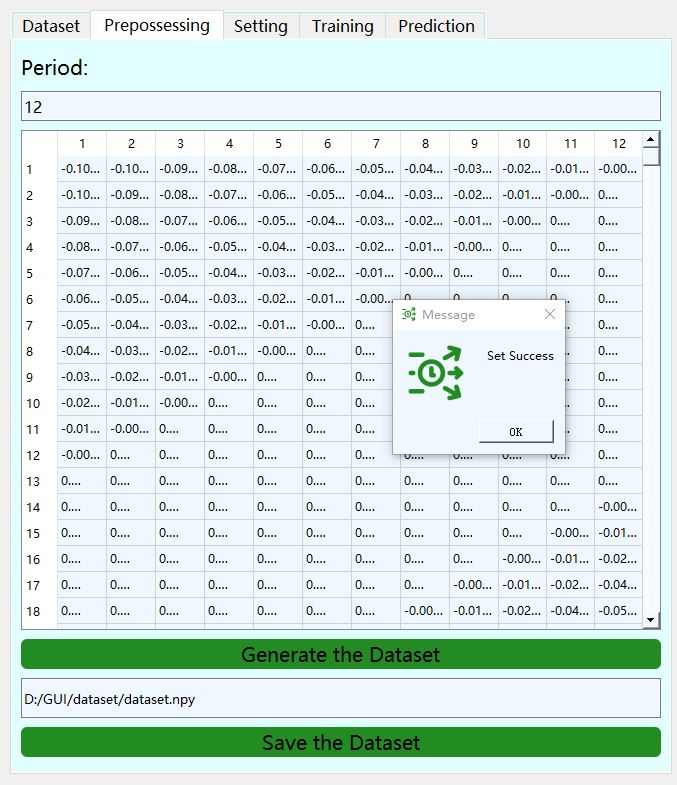 Dataset Prepossessing Setting Training Prediction
Period:
12
1 2 3 4 5 6 7 8 9 10 11 12
1 -0.10... -0.10... -0.09... -0.08... -0.07... -0.06... -0.05... -0.04... -0.03... -0.02... -0.01... -0.00...
2 -0.10... -0.09... -0.08... -0.07... -0.06... -0.05... -0.04... -0.03... -0.02... -0.01... -0.00... 0....
3 -0.09... -0.08... -0.07... -0.06... -0.05... -0.04... -0.03... -0.02... -0.01... -0.00... 0.... 0....
4 -0.08... -0.07... -0.06... -0.05... -0.04... -0.03... -0.02... -0.01... -0.00... 0.... 0.... 0....
5 -0.07... -0.06... -0.05... -0.04... -0.03... -0.02... -0.01... -0.00... 0.... 0.... 0.... 0....
6 -0.06... -0.05... -0.04... -0.03... -0.02... -0.01... -0.00... 0....
7 -0.05... -0.04... -0.03... -0.02... -0.01... -0.00... 0.... 0....
8 -0.04... -0.03... -0.02... -0.01... -0.00... 0.... 0.... 0....
9 -0.03... -0.02... -0.01... -0.00... 0.... 0.... 0.... 0....
10 -0.02... -0.01... -0.00... 0.... 0.... 0.... 0.... 0....
11 -0.01... -0.00... 0.... 0.... 0.... 0.... 0.... 0....
12 -0.00... 0.... 0.... 0.... 0.... 0.... 0.... 0....
Message
Set Success
OK
13 0.... 0.... 0.... 0.... 0.... 0.... 0.... 0.... 0.... 0.... 0.... 0....
14 0.... 0.... 0.... 0.... 0.... 0.... 0.... 0.... 0.... 0.... 0.... -0.00...
15 0.... 0.... 0.... 0.... 0.... 0.... 0.... 0.... 0.... 0.... -0.00... -0.01...
16 0.... 0.... 0.... 0.... 0.... 0.... 0.... 0.... 0.... -0.00... -0.01... -0.02...
17 0.... 0.... 0.... 0.... 0.... 0.... 0.... 0.... -0.00... -0.01... -0.02... -0.04...
18 0.... 0.... 0.... 0.... 0.... 0.... 0.... -0.00... -0.01... -0.02... -0.04... -0.05...
Generate the Dataset
D:/GUI/dataset/dataset.npy
Save the Dataset